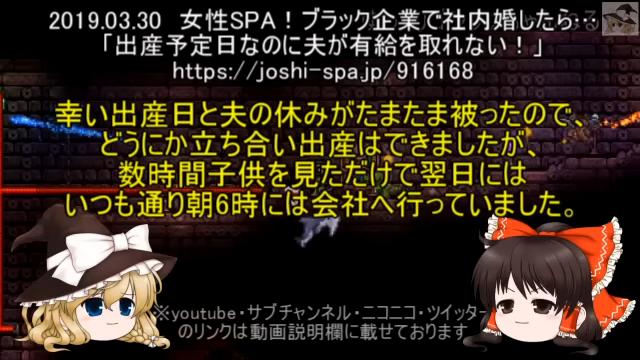 2019.03.30　女性SPA！ブラック企業で社内婚したら…
「出産予定日なのに夫が有給を取れない！」
https://joshi-spa.jp/916168
幸い出産日と夫の休みがたまたま被ったので、
どうにか立ち合い出産はできましたが、
数時間子供を見ただけで翌日には
いつも通り朝6時には会社へ行っていました。
※youtube・サブチャンネル・ニコニコ・ツイッター
のリンクは動画説明欄に載せております